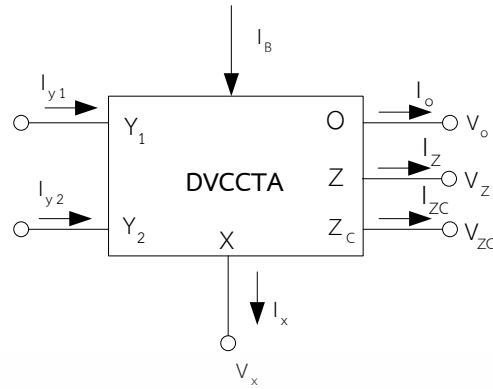 I_B
I_y1
I_o
Y_1
O
V_o
I_Z
DVCCTA
Z
V_Z
I_y2
I_ZC
Y_2
X
Z_C
V_ZC
I_x
V_x